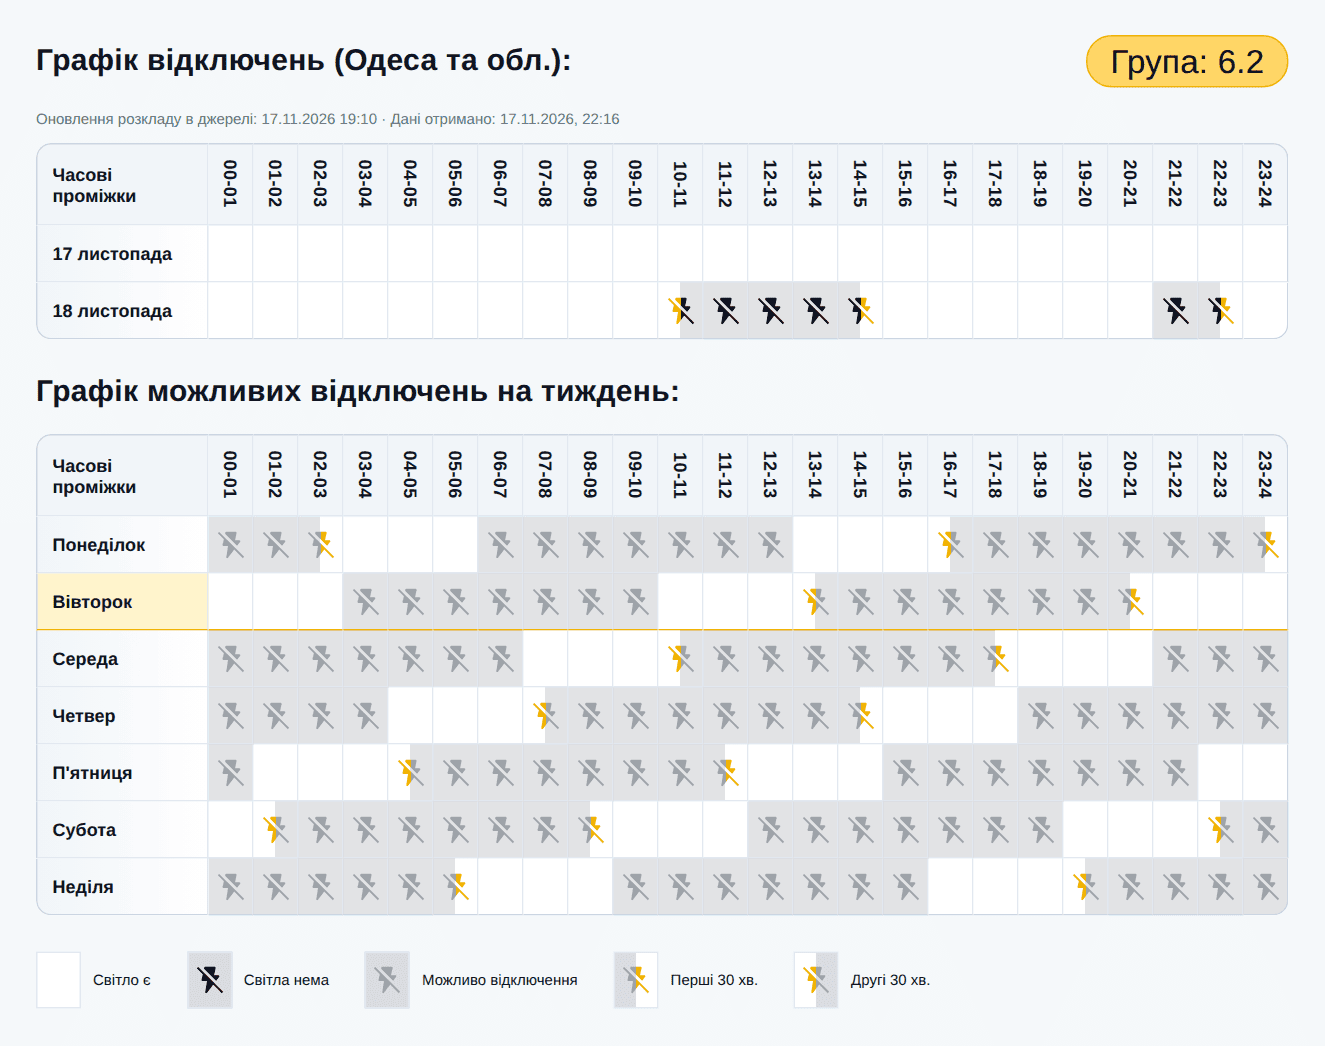 Графік відключень (Одеса та обл.):
Група: 6.2
Оновлення розкладу в джерелі: 17.11.2026 19:10 · Дані отримано: 17.11.2026, 22:16
Часові
проміжки
00-01 01-02 02-03 03-04 04-05 05-06 06-07 07-08 08-09 09-10 10-11 11-12 12-13 13-14 14-15 15-16 16-17 17-18 18-19 19-20 20-21 21-22 22-23 23-24
17 листопада
18 листопада
Графік можливих відключень на тиждень:
Часові
проміжки
00-01 01-02 02-03 03-04 04-05 05-06 06-07 07-08 08-09 09-10 10-11 11-12 12-13 13-14 14-15 15-16 16-17 17-18 18-19 19-20 20-21 21-22 22-23 23-24
Понеділок
Вівторок
Середа
Четвер
П'ятниця
Субота
Неділя
Світло є
Світла нема
Можливо відключення
Перші 30 хв.
Другі 30 хв.